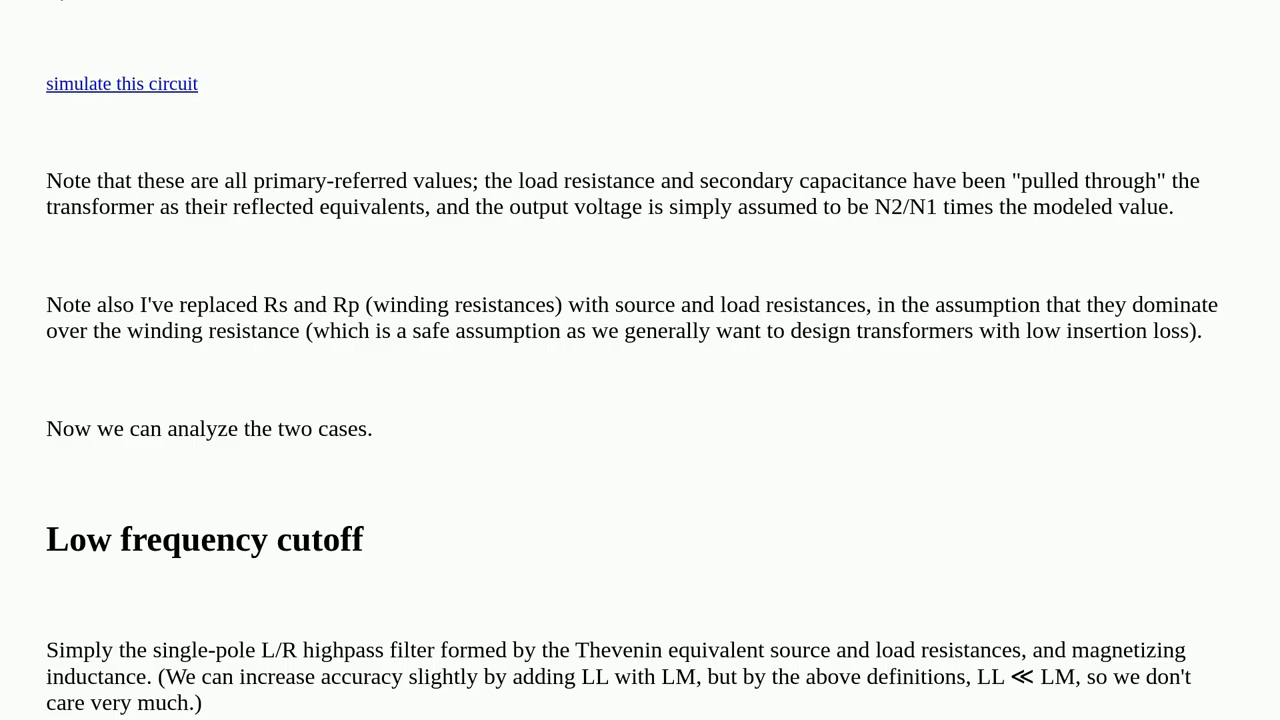 simulate this circuit
Note that these are all primary-referred values; the load resistance and secondary capacitance have been "pulled through" the
transformer as their reflected equivalents, and the output voltage is simply assumed to be N2/N1 times the modeled value.
Note also I've replaced Rs and Rp (winding resistances) with source and load resistances, in the assumption that they dominate
over the winding resistance (which is a safe assumption as we generally want to design transformers with low insertion loss).
Now we can analyze the two cases.
Low frequency cutoff
Simply the single-pole L/R highpass filter formed by the Thevenin equivalent source and load resistances, and magnetizing
inductance. (We can increase accuracy slightly by adding LL with LM, but by the above definitions, LL ≪ LM, so we don't
care very much.)